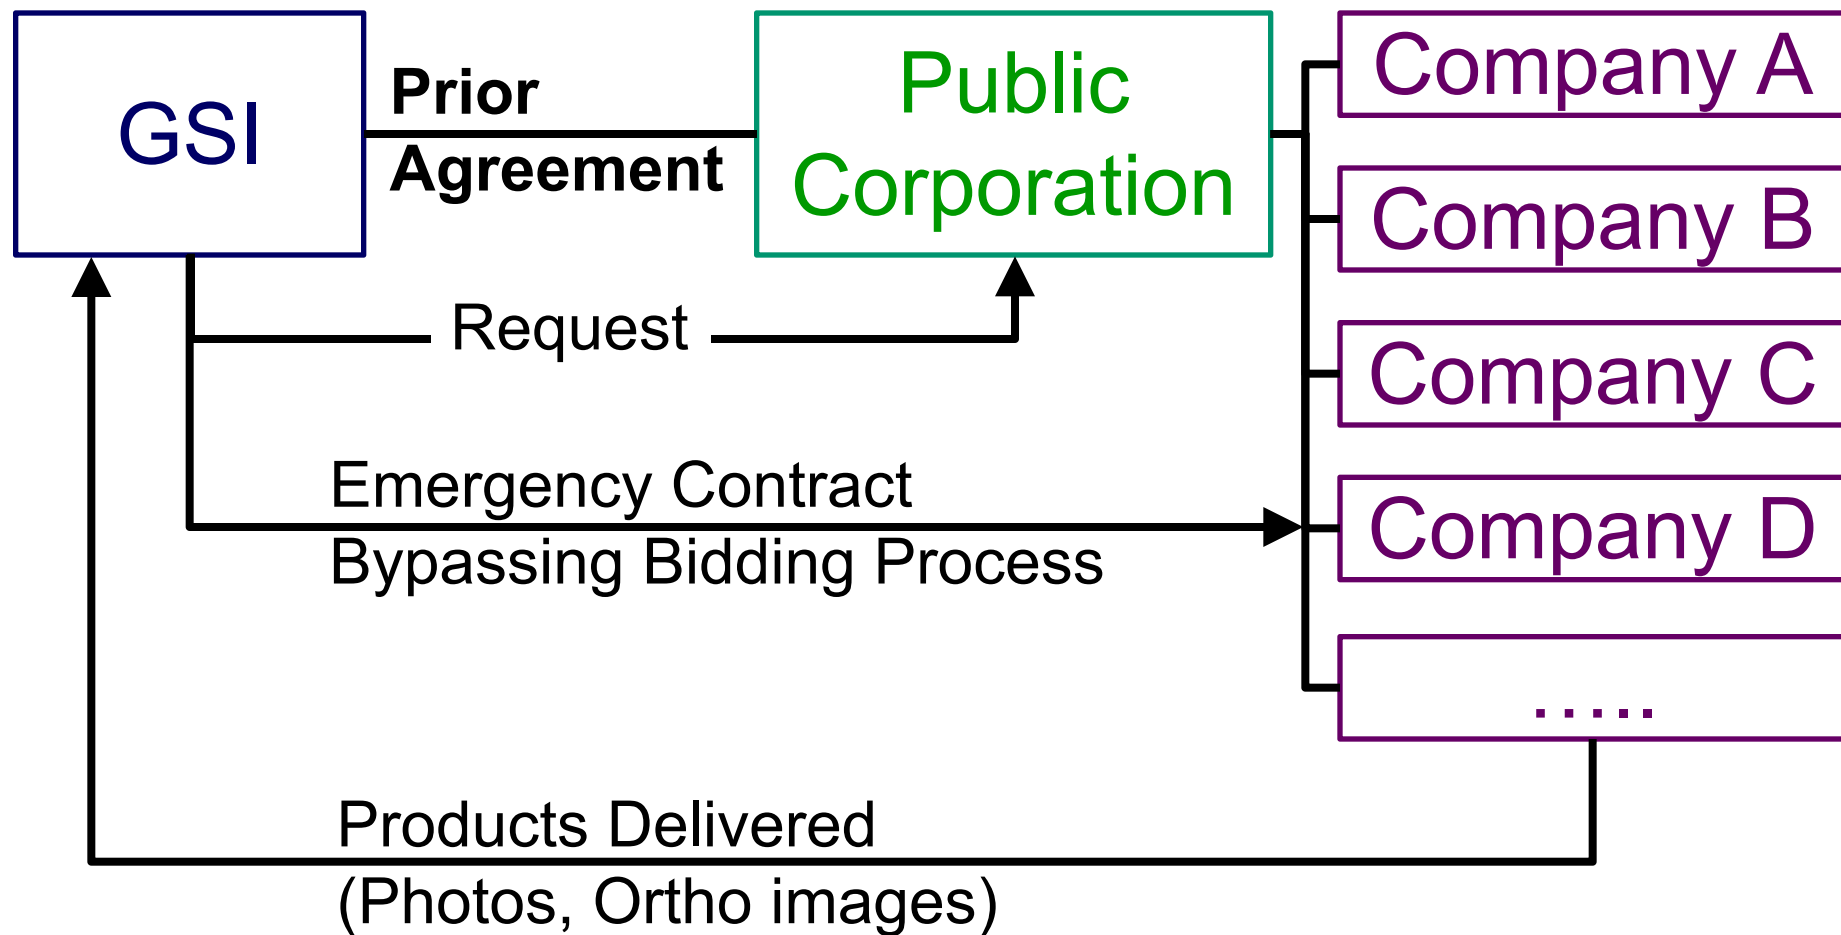 GSI
Prior
Agreement
Public
Corporation
Company A
Company B
Company C
Company D
.....
Request
Emergency Contract
Bypassing Bidding Process
Products Delivered
(Photos, Ortho images)